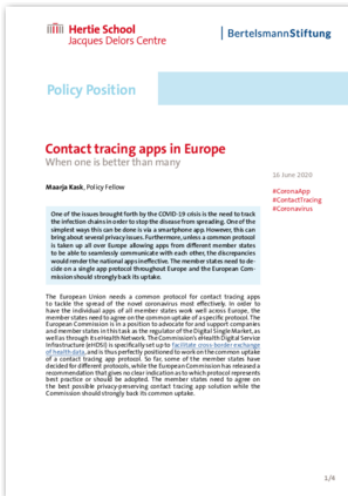 Hertie School
Jacques Delors Centre
BertelsmannStiftung
Policy Position
Contact tracing apps in Europe
When one is better than many
16 June 2020
Maarja Kask, Policy Fellow
#CoronaApp
#ContactTracing
#Coronavirus
One of the issues brought forth by the COVID-19 crisis is the need to track
the infection chains in order to stop the disease from spreading. One of the
simplest ways this can be done is via a smartphone app. However, this can
bring about several privacy issues. Furthermore, unless a common protocol
is taken up all over Europe allowing apps from different member states
to be able to seamlessly communicate with each other, the discrepancies
would render the national apps ineffective. The member states need to de-
cide on a single app protocol throughout Europe and the European Com-
mission should strongly back its uptake.
The European Union needs a common protocol for contact tracing apps
to tackle the spread of the novel coronavirus most effectively. In order to
have the individual apps of all member states work well across Europe, the
member states need to agree on the common uptake of a specific protocol. The
European Commission is in a position to advocate for and support companies
and member states in this task as the regulator of the Digital Single Market, as
well as through its eHealth Network. The Commission's eHealth Digital Service
Infrastructure (eHDSI) is specifically set up to facilitate cross-border exchange
of health data, and is thus perfectly positioned to work on the common uptake
of a contact tracing app protocol. So far, some of the member states have
decided for different protocols, while the European Commission has released a
recommendation that gives no clear indication as to which protocol represents
best practice or should be adopted. The member states need to agree on
the best possible privacy-preserving contact tracing app solution while the
Commission should strongly back its common uptake.
1/4